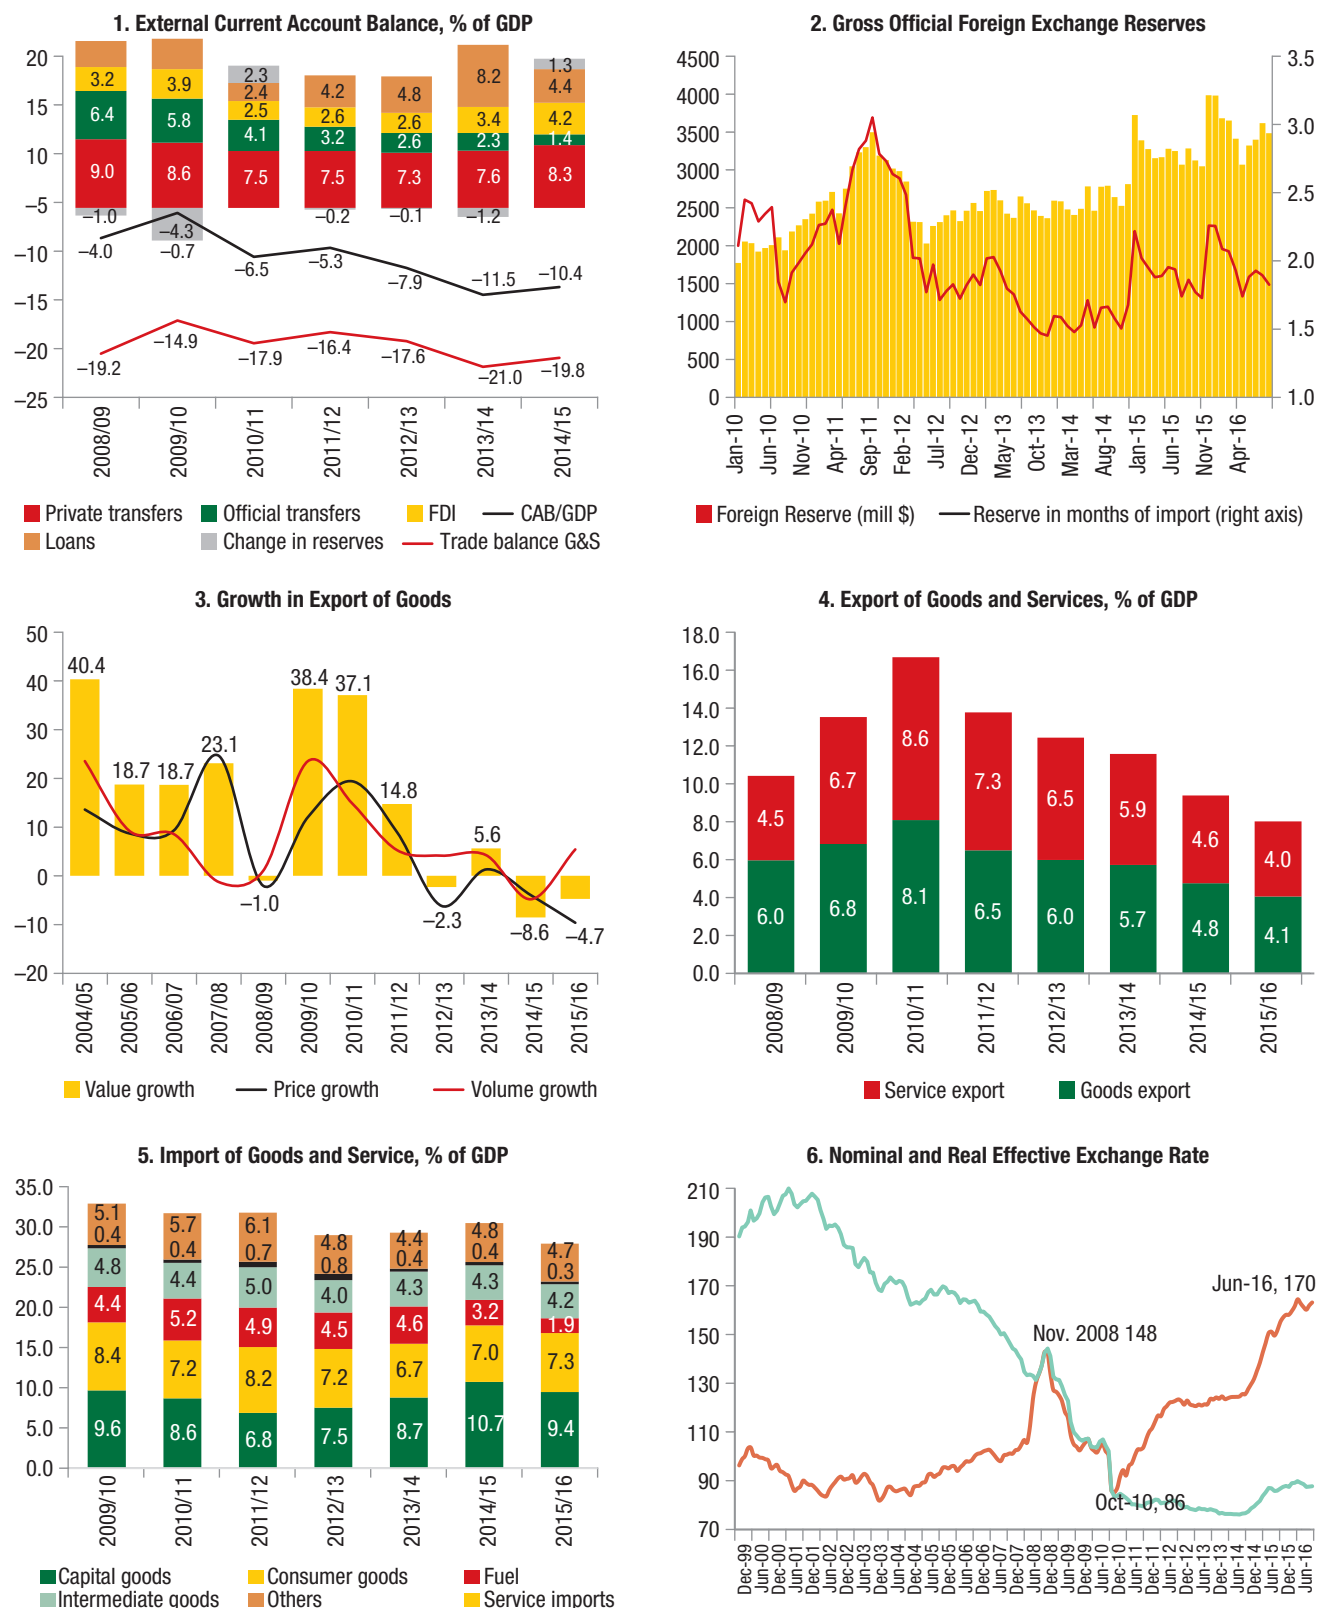 1. External Current Account Balance, % of GDP
20
15
10
–5
–10
–15
–20
–25
3.2
6.4
9.0
–1.0
–4.0
–19.2
3.9
5.8
8.6
–4.3
–0.7
–14.9
2.3
2.4
2.5
4.1
7.5
–6.5
–17.9
4.2
2.6
3.2
7.5
–0.2
–5.3
–16.4
4.8
2.6
2.6
7.3
–0.1
–7.9
–17.6
8.2
3.4
2.3
7.6
–1.2
–11.5
–21.0
1.3
4.4
4.2
1.4
8.3
–10.4
–19.8
2008/09
2009/10
2010/11
2011/12
2012/13
2013/14
2014/15
Private transfers
Official transfers
FDI
CAB/GDP
Loans
Change in reserves
Trade balance G&S
2. Gross Official Foreign Exchange Reserves
4500
4000
3500
3000
2500
2000
1500
1000
500
0
3.5
3.0
2.5
2.0
1.5
1.0
Jan-10
Jun-10
Nov-10
Apr-11
Sep-11
Feb-12
Jul-12
Dec-12
May-13
Oct-13
Mar-14
Aug-14
Jan-15
Jun-15
Nov-15
Apr-16
Foreign Reserve (mill $)
Reserve in months of import (right axis)
3. Growth in Export of Goods
50
40
30
20
10
0
–10
–20
40.4
18.7
18.7
23.1
–1.0
38.4
37.1
14.8
–2.3
5.6
–8.6
–4.7
2004/05
2005/06
2006/07
2007/08
2008/09
2009/10
2010/11
2011/12
2012/13
2013/14
2014/15
2015/16
Value growth
Price growth
Volume growth
4. Export of Goods and Services, % of GDP
18.0
16.0
14.0
12.0
10.0
8.0
6.0
4.0
2.0
0.0
4.5
6.0
6.7
6.8
8.6
8.1
7.3
6.5
6.5
6.0
5.9
5.7
4.6
4.8
4.0
4.1
2008/09
2009/10
2010/11
2011/12
2012/13
2013/14
2014/15
2015/16
Service export
Goods export
5. Import of Goods and Service, % of GDP
35.0
30.0
25.0
20.0
15.0
10.0
5.0
0.0
5.1
0.4
4.8
4.4
8.4
9.6
5.7
0.4
4.4
5.2
7.2
8.6
6.1
0.7
5.0
4.9
8.2
6.8
4.8
0.8
4.0
4.5
7.2
7.5
4.4
0.4
4.3
4.6
6.7
8.7
4.8
0.4
4.3
3.2
7.0
10.7
4.7
0.3
4.2
1.9
7.3
9.4
2009/10
2010/11
2011/12
2012/13
2013/14
2014/15
2015/16
Capital goods
Consumer goods
Fuel
Intermediate goods
Others
Service imports
6. Nominal and Real Effective Exchange Rate
210
190
170
150
130
110
90
70
Jun-16, 170
Nov. 2008 148
Oct-10, 86
Dec-99
Jun-00
Dec-00
Jun-01
Dec-01
Jun-02
Dec-02
Jun-03
Dec-03
Jun-04
Dec-04
Jun-05
Dec-05
Jun-06
Dec-06
Jun-07
Dec-07
Jun-08
Dec-08
Jun-09
Dec-09
Jun-10
Dec-10
Jun-11
Dec-11
Jun-12
Dec-12
Jun-13
Dec-13
Jun-14
Dec-14
Jun-15
Dec-15
Jun-16